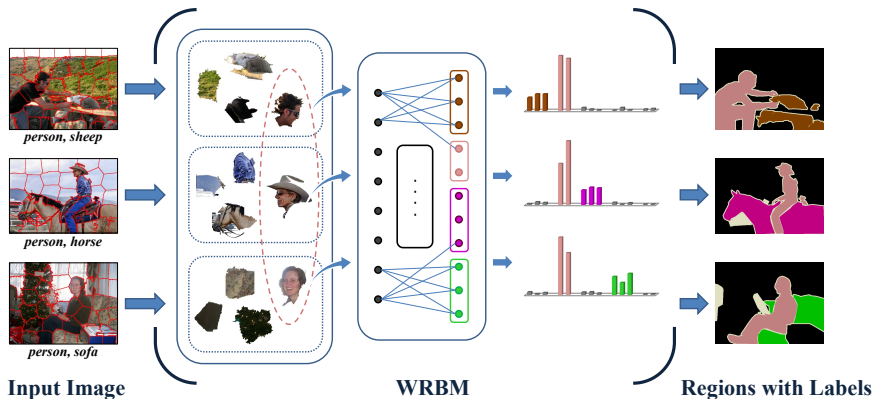 person, sheep
person, horse
person, sofa
Input Image
WRBM
Regions with Labels